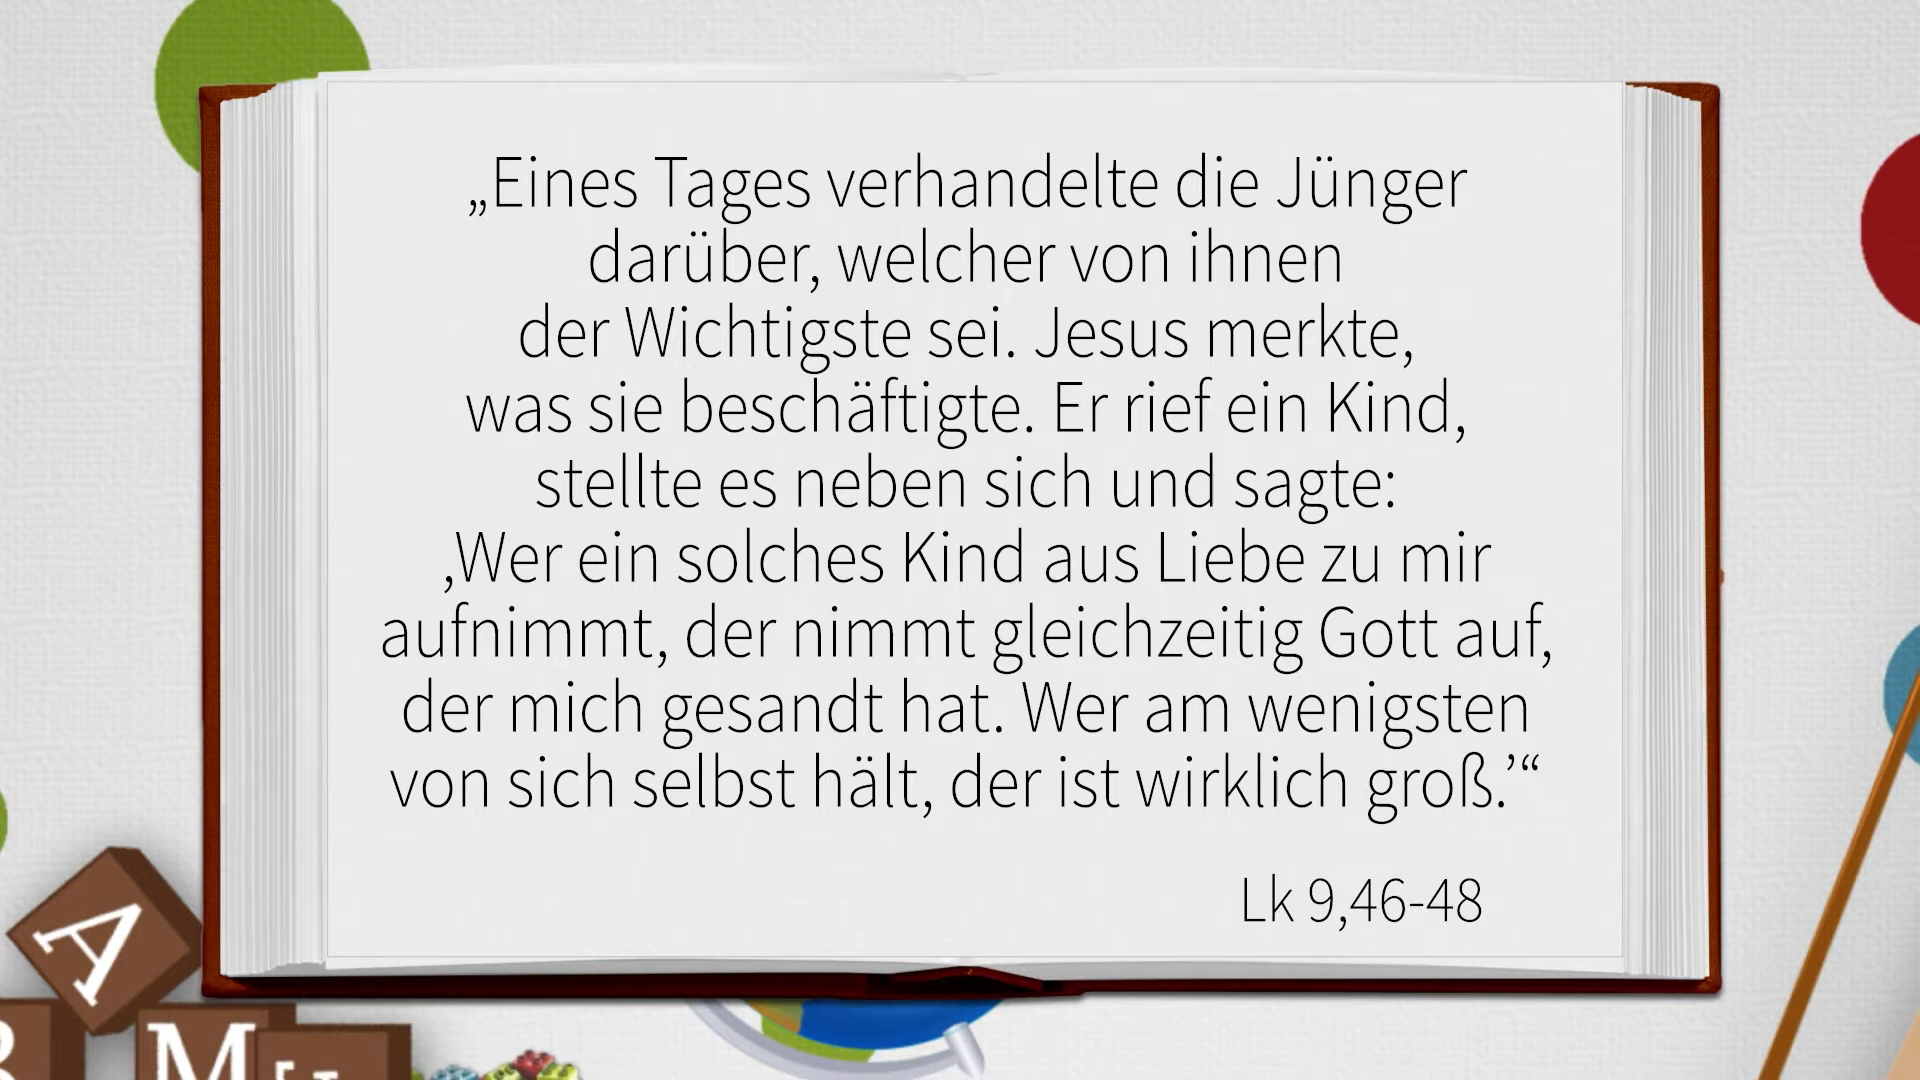 „Eines Tages verhandelte die Jünger
darüber, welcher von ihnen
der Wichtigste sei. Jesus merkte,
was sie beschäftigte. Er rief ein Kind,
stellte es neben sich und sagte:
‚Wer ein solches Kind aus Liebe zu mir
aufnimmt, der nimmt gleichzeitig Gott auf,
der mich gesandt hat. Wer am wenigsten
von sich selbst hält, der ist wirklich groß.’“
Lk 9,46-48
A
B
M